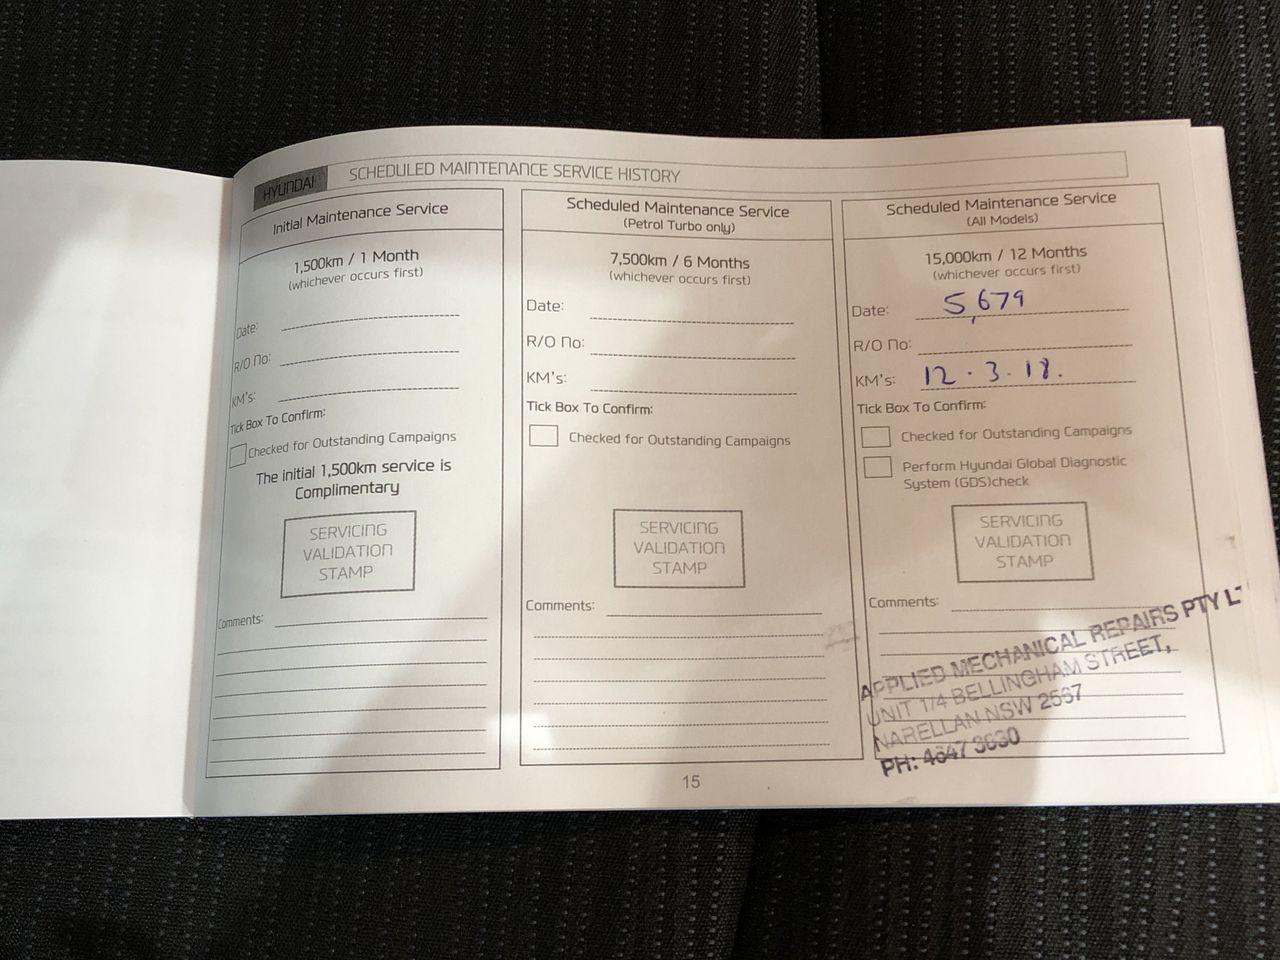 HYUNDAI
SCHEDULED MAINTENANCE SERVICE HISTORY
Initial Maintenance Service
1,500km / 1 Month
(whichever occurs first)
Date:
R/O No:
KM's:
Tick Box To Confirm:
Checked for Outstanding Campaigns
The initial 1,500km service is
Complimentary
SERVICING
VALIDATION
STAMP
Comments:
Scheduled Maintenance Service
(Petrol Turbo only)
7,500km / 6 Months
(whichever occurs first)
Date:
R/O No:
KM's:
Tick Box To Confirm:
Checked for Outstanding Campaigns
SERVICING
VALIDATION
STAMP
Comments:
Scheduled Maintenance Service
(All Models)
15,000km / 12 Months
(whichever occurs first)
Date: 5,679
R/O No:
KM's: 12.3.18.
Tick Box To Confirm:
Checked for Outstanding Campaigns
Perform Hyundai Global Diagnostic
System (GDS)check
SERVICING
VALIDATION
STAMP
Comments:
APPLIED MECHANICAL REPAIRS PTY LT
UNIT 1/4 BELLINGHAM STREET,
NARELLAN NSW 2567
PH: 4647 3630
15